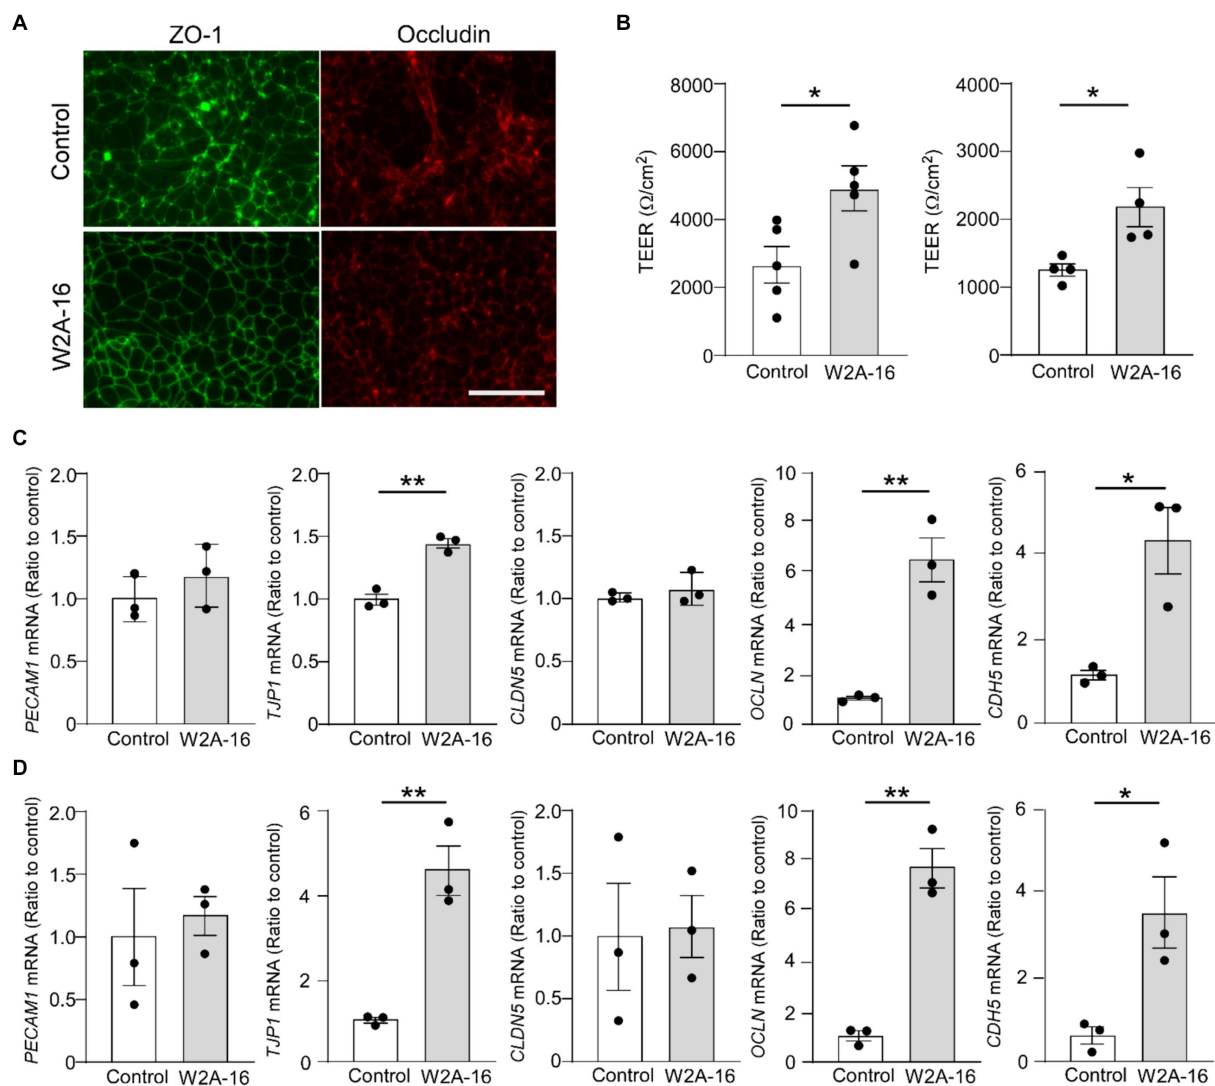 A
ZO-1
Occludin
Control
W2A-16
B
TEER (Ω/cm²)
8000
6000
4000
2000
0
*
Control
W2A-16
TEER (Ω/cm²)
4000
3000
2000
1000
0
*
Control
W2A-16
C
PECAM1 mRNA (Ratio to control)
2.0
1.5
1.0
0.5
0
Control
W2A-16
TJP1 mRNA (Ratio to control)
2.0
1.5
1.0
0.5
0
**
Control
W2A-16
CLDN5 mRNA (Ratio to control)
2.0
1.5
1.0
0.5
0
Control
W2A-16
OCLN mRNA (Ratio to control)
10
8
6
4
2
0
**
Control
W2A-16
CDH5 mRNA (Ratio to control)
6
4
2
0
*
Control
W2A-16
D
PECAM1 mRNA (Ratio to control)
2.0
1.5
1.0
0.5
0
Control
W2A-16
TJP1 mRNA (Ratio to control)
6
4
2
0
**
Control
W2A-16
CLDN5 mRNA (Ratio to control)
2.0
1.5
1.0
0.5
0
Control
W2A-16
OCLN mRNA (Ratio to control)
10
8
6
4
2
0
**
Control
W2A-16
CDH5 mRNA (Ratio to control)
6
4
2
0
*
Control
W2A-16